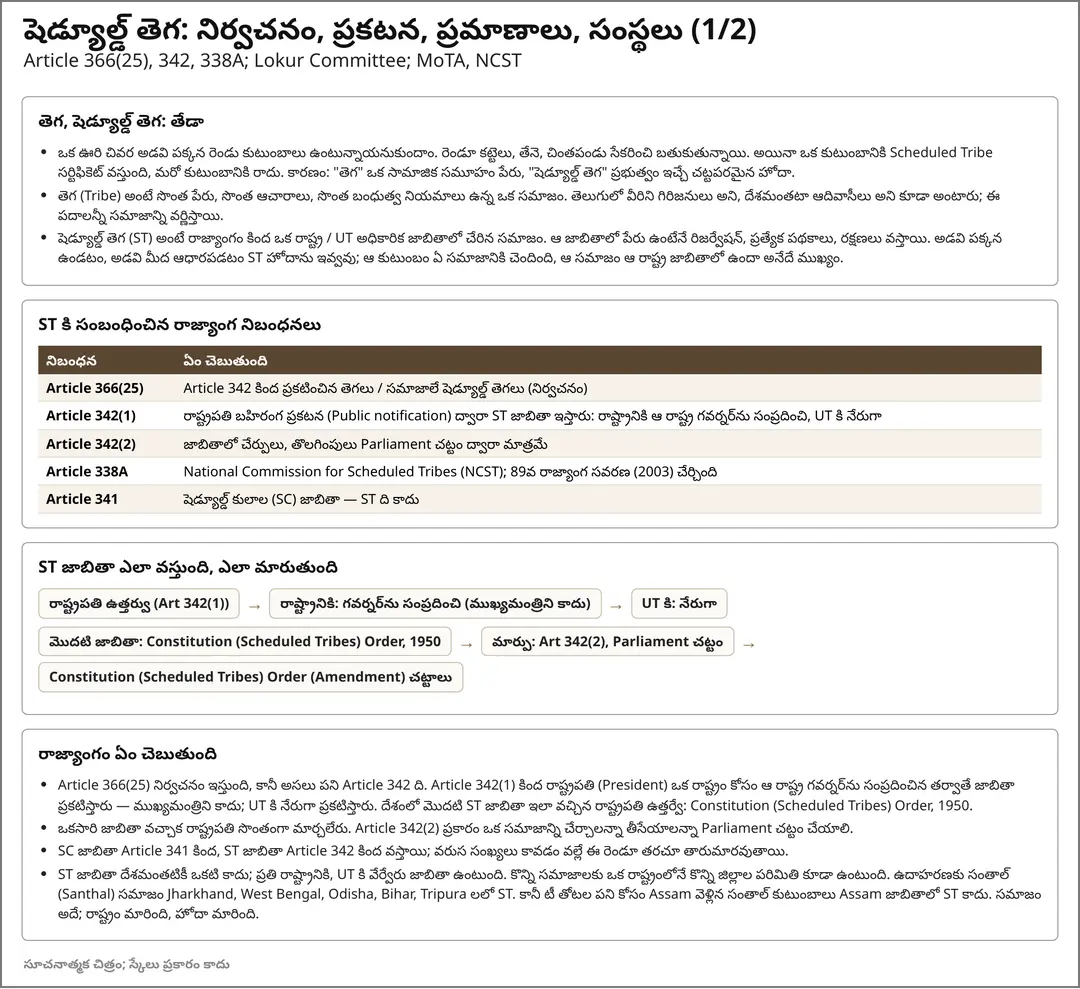 షెడ్యూల్డ్ తెగ: నిర్వచనం, ప్రకటన, ప్రమాణాలు, సంస్థలు (1/2)
Article 366(25), 342, 338A; Lokur Committee; MoTA, NCST
తెగ, షెడ్యూల్డ్ తెగ: తేడా
• ఒక ఊరి చివర అడవి పక్కన రెండు కుటుంబాలు ఉంటున్నాయనుకుందాం. రెండూ కట్టెలు, తేనె, చింతపండు సేకరించి బతుకుతున్నాయి. అయినా ఒక కుటుంబానికి Scheduled Tribe
సర్టిఫికెట్ వస్తుంది, మరో కుటుంబానికి రాదు. కారణం: "తెగ" ఒక సామాజిక సమూహం పేరు, "షెడ్యూల్డ్ తెగ" ప్రభుత్వం ఇచ్చే చట్టపరమైన హోదా.
• తెగ (Tribe) అంటే సొంత పేరు, సొంత ఆచారాలు, సొంత బంధుత్వ నియమాలు ఉన్న ఒక సమాజం. తెలుగులో వీరిని గిరిజనులు అని, దేశమంతటా ఆదివాసీలు అని కూడా అంటారు; ఈ
పదాలన్నీ సమాజాన్ని వర్ణిస్తాయి.
• షెడ్యూల్డ్ తెగ (ST) అంటే రాజ్యాంగం కింద ఒక రాష్ట్ర / UT అధికారిక జాబితాలో చేరిన సమాజం. ఆ జాబితాలో పేరు ఉంటేనే రిజర్వేషన్, ప్రత్యేక పథకాలు, రక్షణలు వస్తాయి. అడవి పక్కన
ఉండటం, అడవి మీద ఆధారపడటం ST హోదాను ఇవ్వవు; ఆ కుటుంబం ఏ సమాజానికి చెందింది, ఆ సమాజం ఆ రాష్ట్ర జాబితాలో ఉందా అనేదే ముఖ్యం.
ST కి సంబంధించిన రాజ్యాంగ నిబంధనలు
నిబంధన ఏం చెబుతుంది
Article 366(25) Article 342 కింద ప్రకటించిన తెగలు / సమాజాలే షెడ్యూల్డ్ తెగలు (నిర్వచనం)
Article 342(1) రాష్ట్రపతి బహిరంగ ప్రకటన (Public notification) ద్వారా ST జాబితా ఇస్తారు: రాష్ట్రానికి ఆ రాష్ట్ర గవర్నర్‌ను సంప్రదించి, UT కి నేరుగా
Article 342(2) జాబితాలో చేర్పులు, తొలగింపులు Parliament చట్టం ద్వారా మాత్రమే
Article 338A National Commission for Scheduled Tribes (NCST); 89వ రాజ్యాంగ సవరణ (2003) చేర్చింది
Article 341 షెడ్యూల్డ్ కులాల (SC) జాబితా — ST ది కాదు
ST జాబితా ఎలా వస్తుంది, ఎలా మారుతుంది
రాష్ట్రపతి ఉత్తర్వు (Art 342(1)) → రాష్ట్రానికి: గవర్నర్‌ను సంప్రదించి (ముఖ్యమంత్రిని కాదు) → UT కి: నేరుగా
మొదటి జాబితా: Constitution (Scheduled Tribes) Order, 1950 → మార్పు: Art 342(2), Parliament చట్టం →
Constitution (Scheduled Tribes) Order (Amendment) చట్టాలు
రాజ్యాంగం ఏం చెబుతుంది
• Article 366(25) నిర్వచనం ఇస్తుంది, కానీ అసలు పని Article 342 ది. Article 342(1) కింద రాష్ట్రపతి (President) ఒక రాష్ట్రం కోసం ఆ రాష్ట్ర గవర్నర్‌ను సంప్రదించిన తర్వాతే జాబితా
ప్రకటిస్తారు — ముఖ్యమంత్రిని కాదు; UT కి నేరుగా ప్రకటిస్తారు. దేశంలో మొదటి ST జాబితా ఇలా వచ్చిన రాష్ట్రపతి ఉత్తర్వే: Constitution (Scheduled Tribes) Order, 1950.
• ఒకసారి జాబితా వచ్చాక రాష్ట్రపతి సొంతంగా మార్చలేరు. Article 342(2) ప్రకారం ఒక సమాజాన్ని చేర్చాలన్నా తీసేయాలన్నా Parliament చట్టం చేయాలి.
• SC జాబితా Article 341 కింద, ST జాబితా Article 342 కింద వస్తాయి; వరుస సంఖ్యలు కావడం వల్లే ఈ రెండూ తరచూ తారుమారవుతాయి.
• ST జాబితా దేశమంతటికీ ఒకటి కాదు; ప్రతి రాష్ట్రానికి, UT కి వేర్వేరు జాబితా ఉంటుంది. కొన్ని సమాజాలకు ఒక రాష్ట్రంలోనే కొన్ని జిల్లాల పరిమితి కూడా ఉంటుంది. ఉదాహరణకు సంతాల్
(Santhal) సమాజం Jharkhand, West Bengal, Odisha, Bihar, Tripura లలో ST. కానీ టీ తోటల పని కోసం Assam వెళ్లిన సంతాల్ కుటుంబాలు Assam జాబితాలో ST కాదు. సమాజం
అదే; రాష్ట్రం మారింది, హోదా మారింది.
సూచనాత్మక చిత్రం; స్కేలు ప్రకారం కాదు